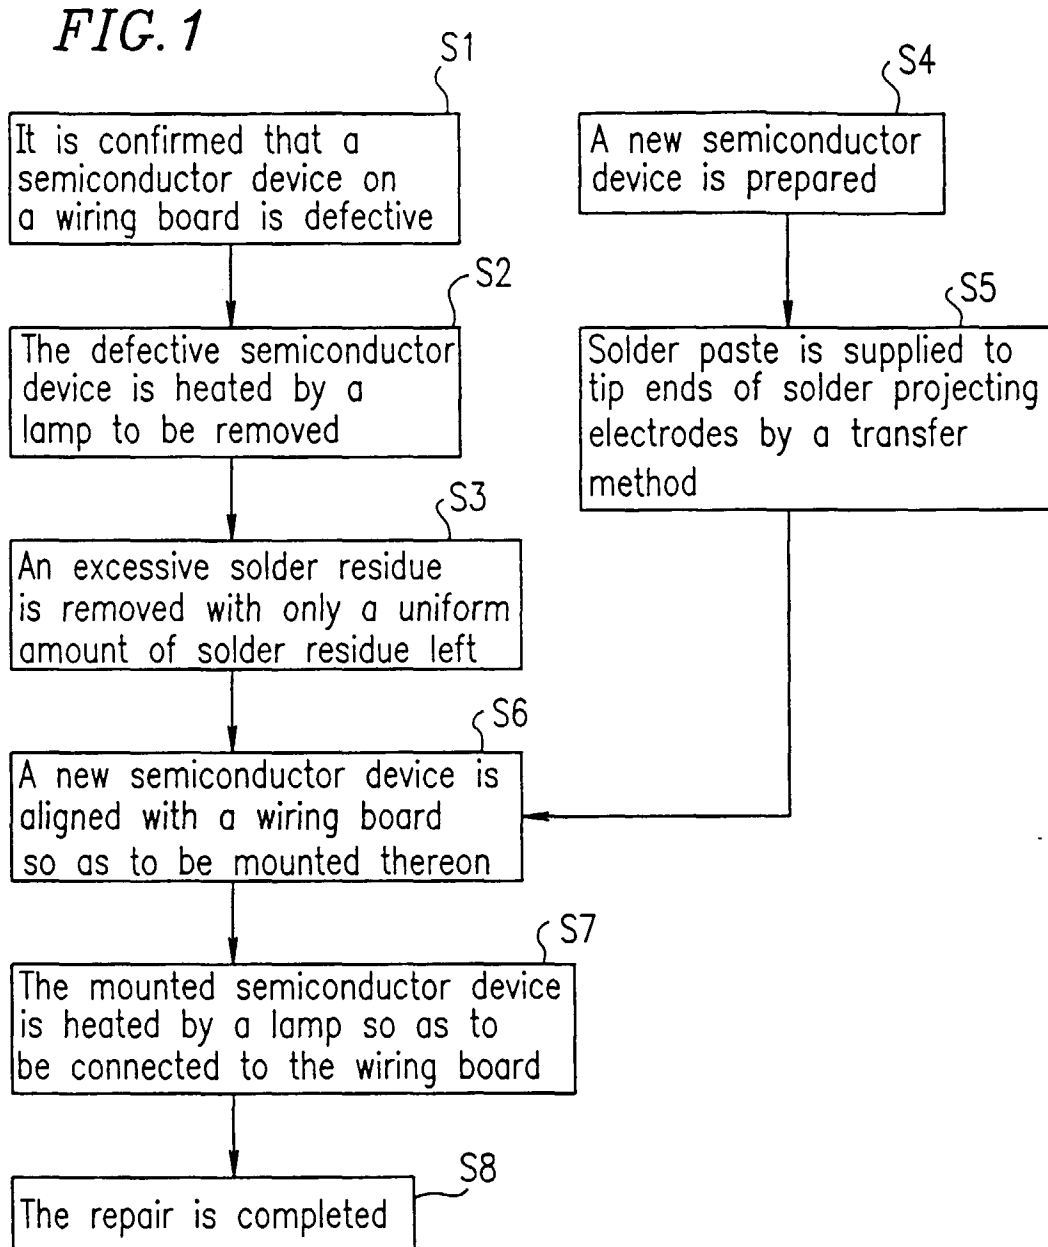 FIG. 1
S1
It is confirmed that a
semiconductor device on
a wiring board is defective
S2
The defective semiconductor
device is heated by a
lamp to be removed
S3
An excessive solder residue
is removed with only a uniform
amount of solder residue left
S4
A new semiconductor
device is prepared
S5
Solder paste is supplied to
tip ends of solder projecting
electrodes by a transfer
method
S6
A new semiconductor device is
aligned with a wiring board
so as to be mounted thereon
S7
The mounted semiconductor device
is heated by a lamp so as to
be connected to the wiring board
S8
The repair is completed